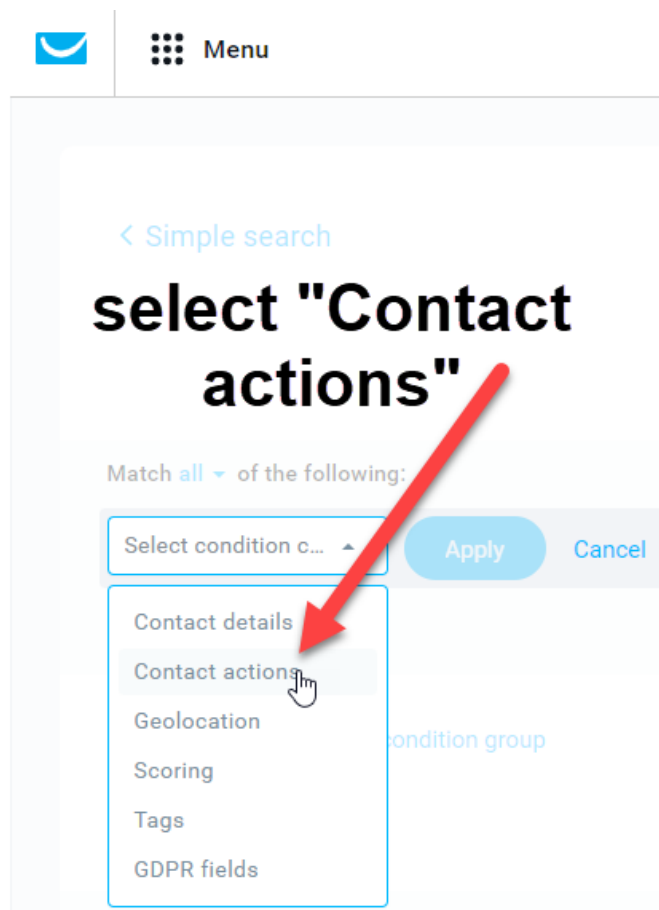 Menu
< Simple search
select "Contact
actions"
Match all of the following:
Select condition c... Apply Cancel
Contact details
Contact actions
Geolocation
condition group
Scoring
Tags
GDPR fields